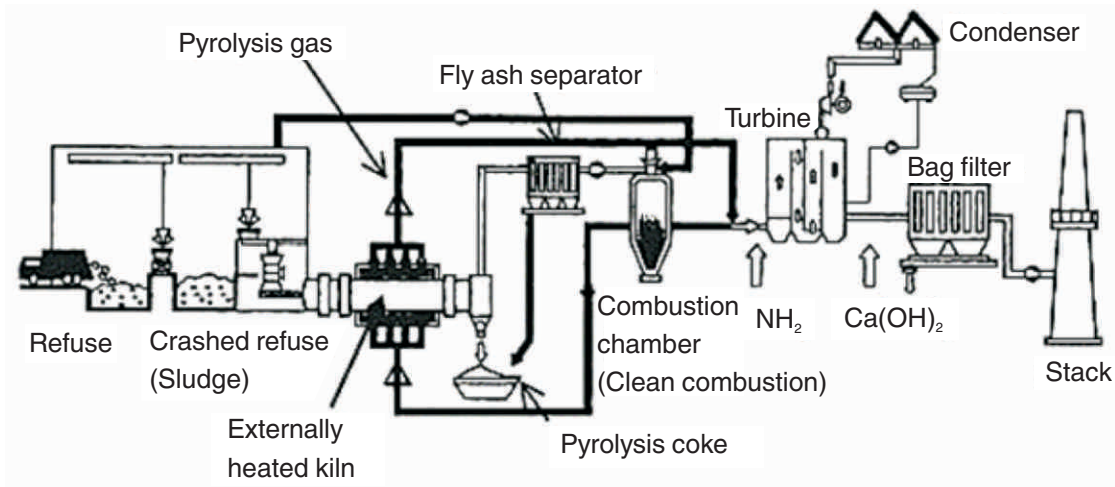 Pyrolysis gas
Fly ash separator
Condenser
Turbine
Bag filter
Refuse
Crashed refuse
(Sludge)
Combustion
chamber
(Clean combustion)
NH₂
Ca(OH)₂
Stack
Externally
heated kiln
Pyrolysis coke